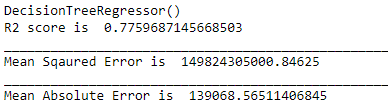 DecisionTreeRegressor()
R2 score is  0.7759687145668503
Mean Sqaured Error is  149824305000.84625
Mean Absolute Error is  139068.56511406845